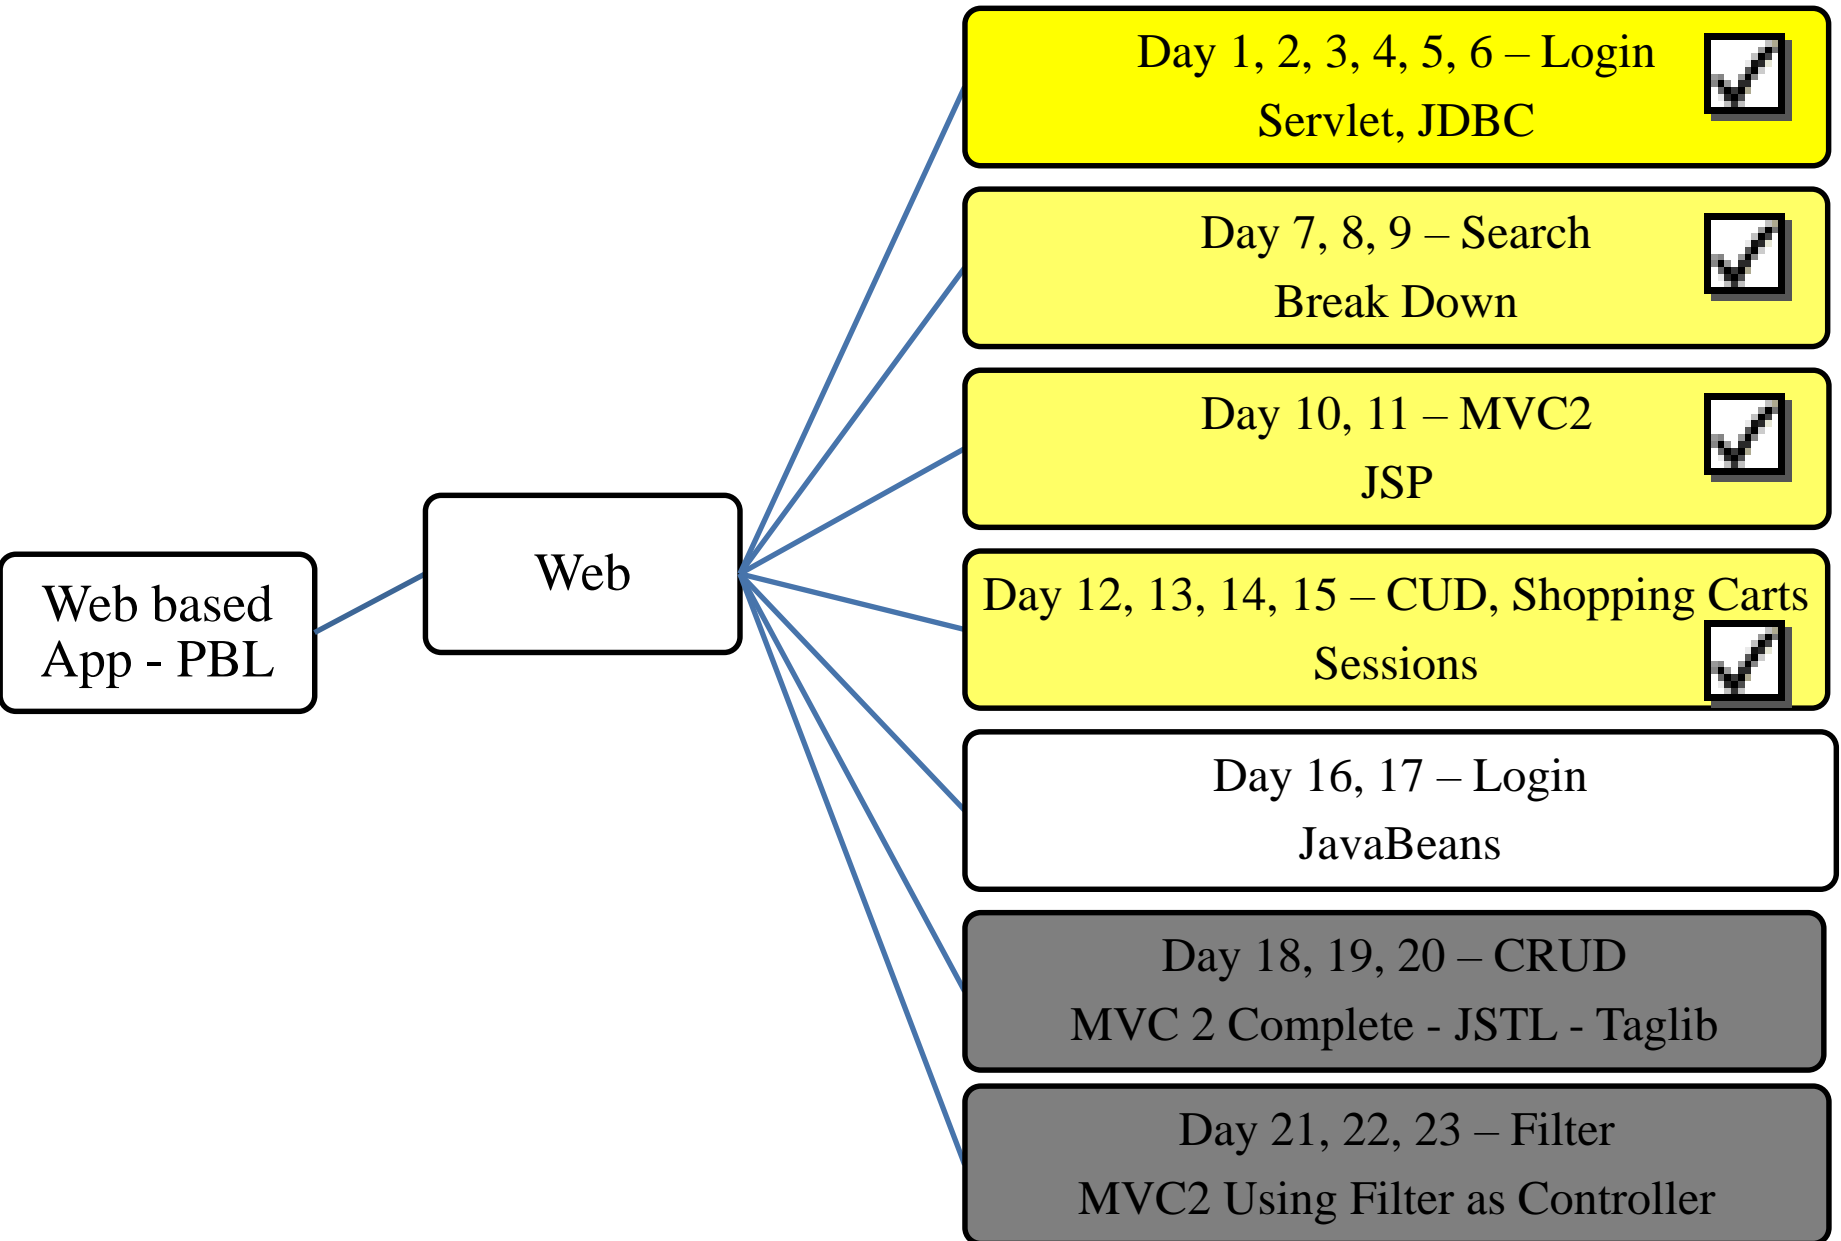 Web based
App - PBL
Web
Day 1, 2, 3, 4, 5, 6 – Login
Servlet, JDBC
Day 7, 8, 9 – Search
Break Down
Day 10, 11 – MVC2
JSP
Day 12, 13, 14, 15 – CUD, Shopping Carts
Sessions
Day 16, 17 – Login
JavaBeans
Day 18, 19, 20 – CRUD
MVC 2 Complete - JSTL - Taglib
Day 21, 22, 23 – Filter
MVC2 Using Filter as Controller